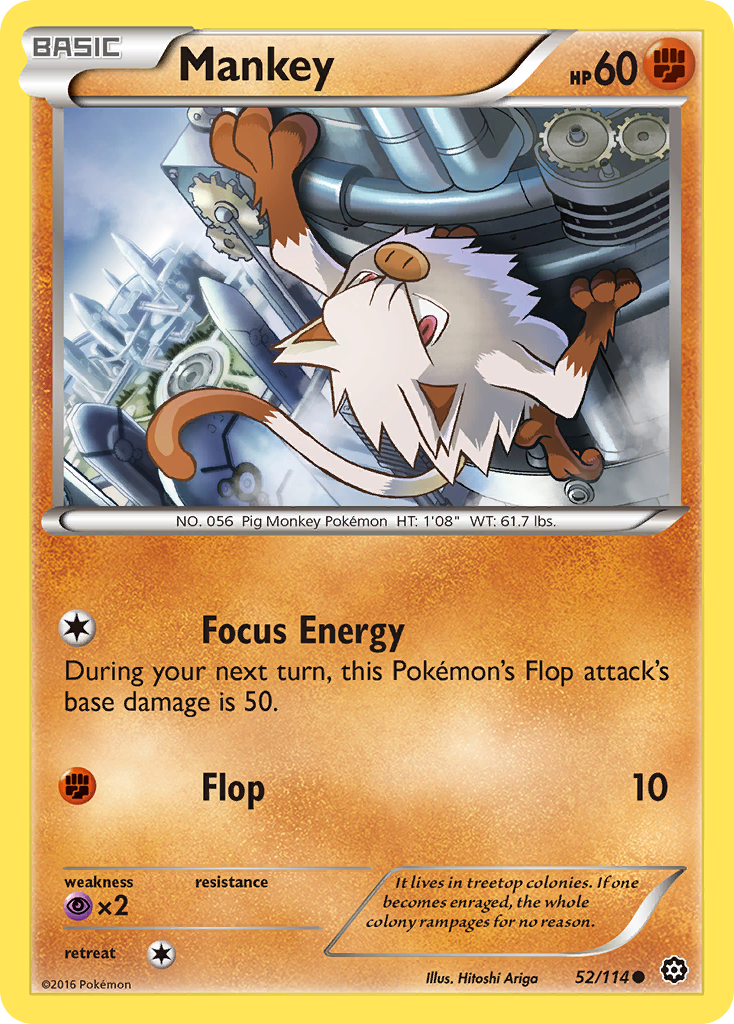 BASIC
Mankey
HP60
NO. 056 Pig Monkey Pokémon HT: 1'08" WT: 61.7 lbs.
Focus Energy
During your next turn, this Pokémon's Flop attack's
base damage is 50.
Flop 10
weakness resistance
×2
It lives in treetop colonies. If one
becomes enraged, the whole
colony rampages for no reason.
retreat
©2016 Pokémon
Illus. Hitoshi Ariga
52/114